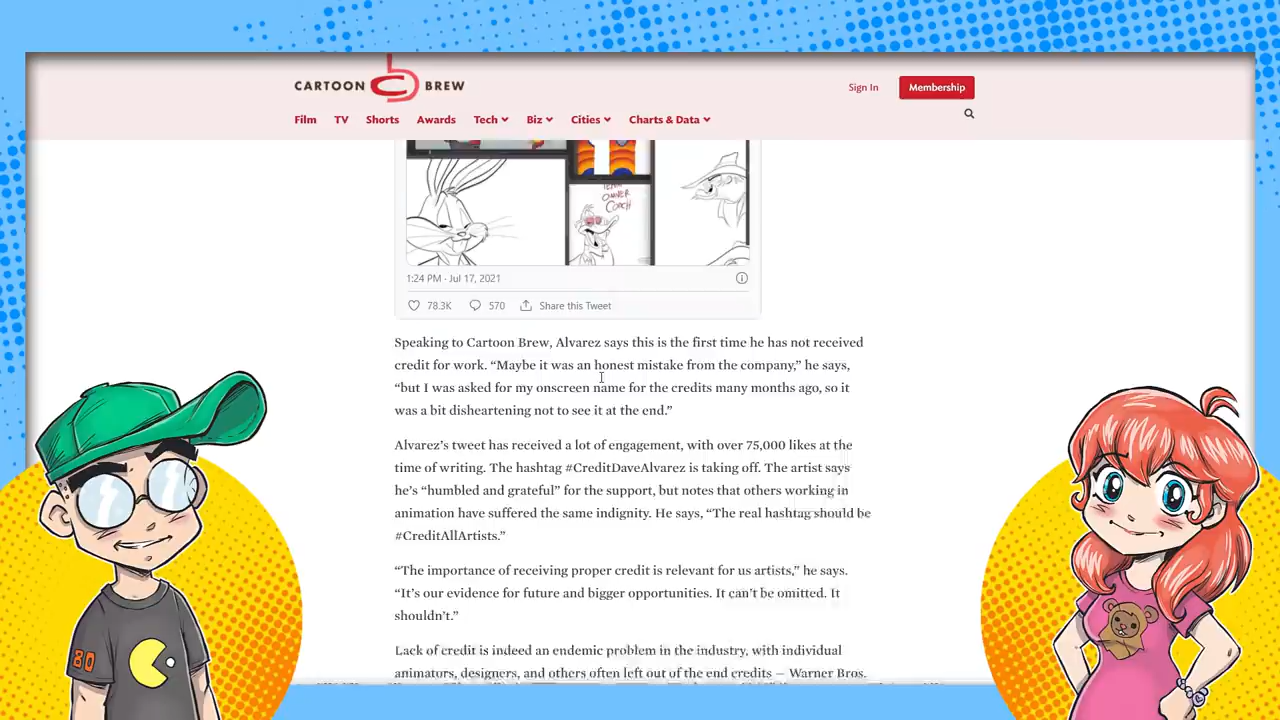 CARTOON BREW
Sign In
Membership
Film TV Shorts Awards Tech Biz Cities Charts & Data
TEAM
OWNER
COACH
1:24 PM · Jul 17, 2021
78.3K 570 Share this Tweet
Speaking to Cartoon Brew, Alvarez says this is the first time he has not received
credit for work. “Maybe it was an honest mistake from the company,” he says,
“but I was asked for my onscreen name for the credits many months ago, so it
was a bit disheartening not to see it at the end.”
Alvarez’s tweet has received a lot of engagement, with over 75,000 likes at the
time of writing. The hashtag #CreditDaveAlvarez is taking off. The artist says
he’s “humbled and grateful” for the support, but notes that others working in
animation have suffered the same indignity. He says, “The real hashtag should be
#CreditAllArtists.”
“The importance of receiving proper credit is relevant for us artists,” he says.
“It’s our evidence for future and bigger opportunities. It can’t be omitted. It
shouldn’t.”
Lack of credit is indeed an endemic problem in the industry, with individual
animators, designers, and others often left out of the end credits — Warner Bros.
80